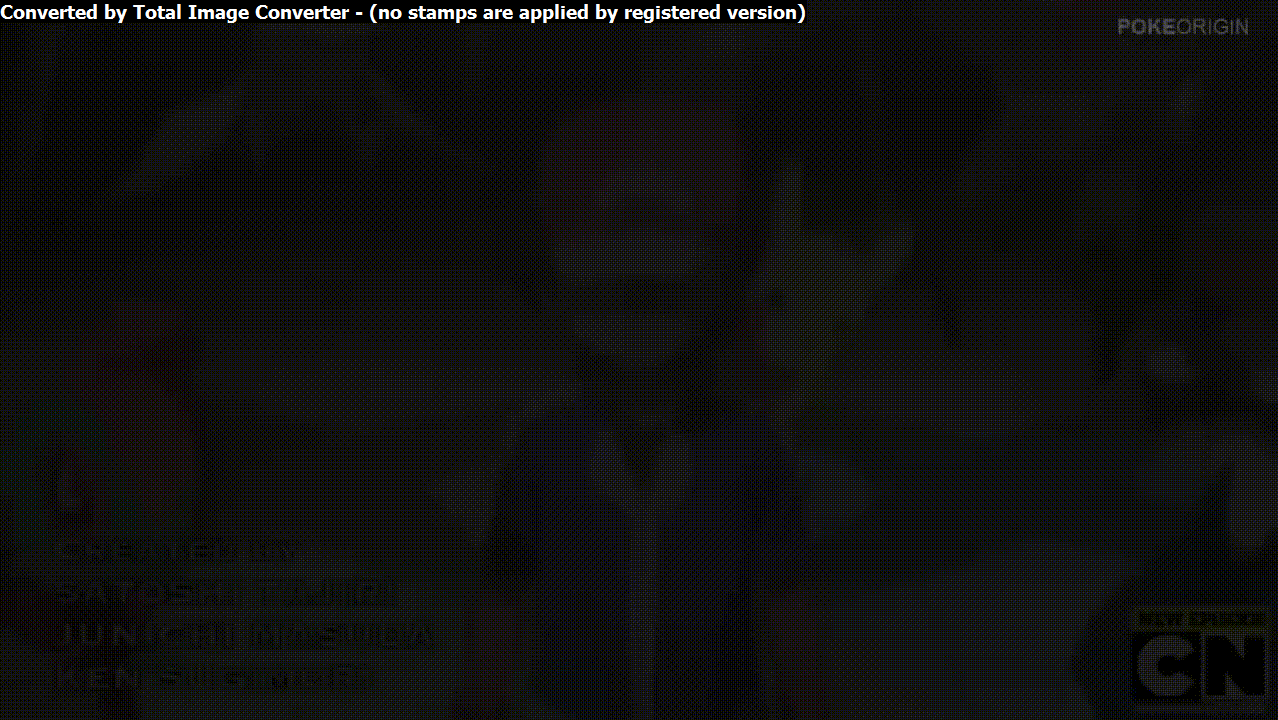 Converted by Total Image Converter - (no stamps are applied by registered version)
POKEORIGIN
CREATED BY
SATOSHI TAJIRI
JUNICHI MASUDA
KEN SUGIMORI
NEW EPISODE
CN